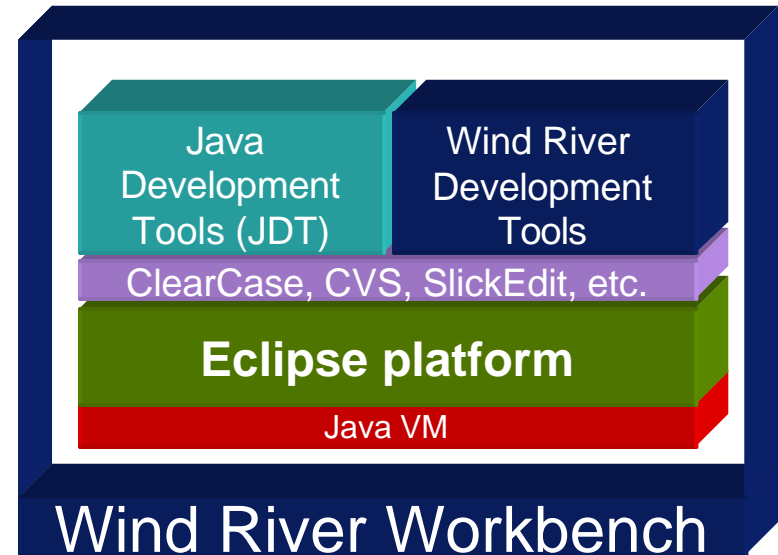 Java
Development
Tools (JDT)
Wind River
Development
Tools
ClearCase, CVS, SlickEdit, etc.
Eclipse platform
Java VM
Wind River Workbench